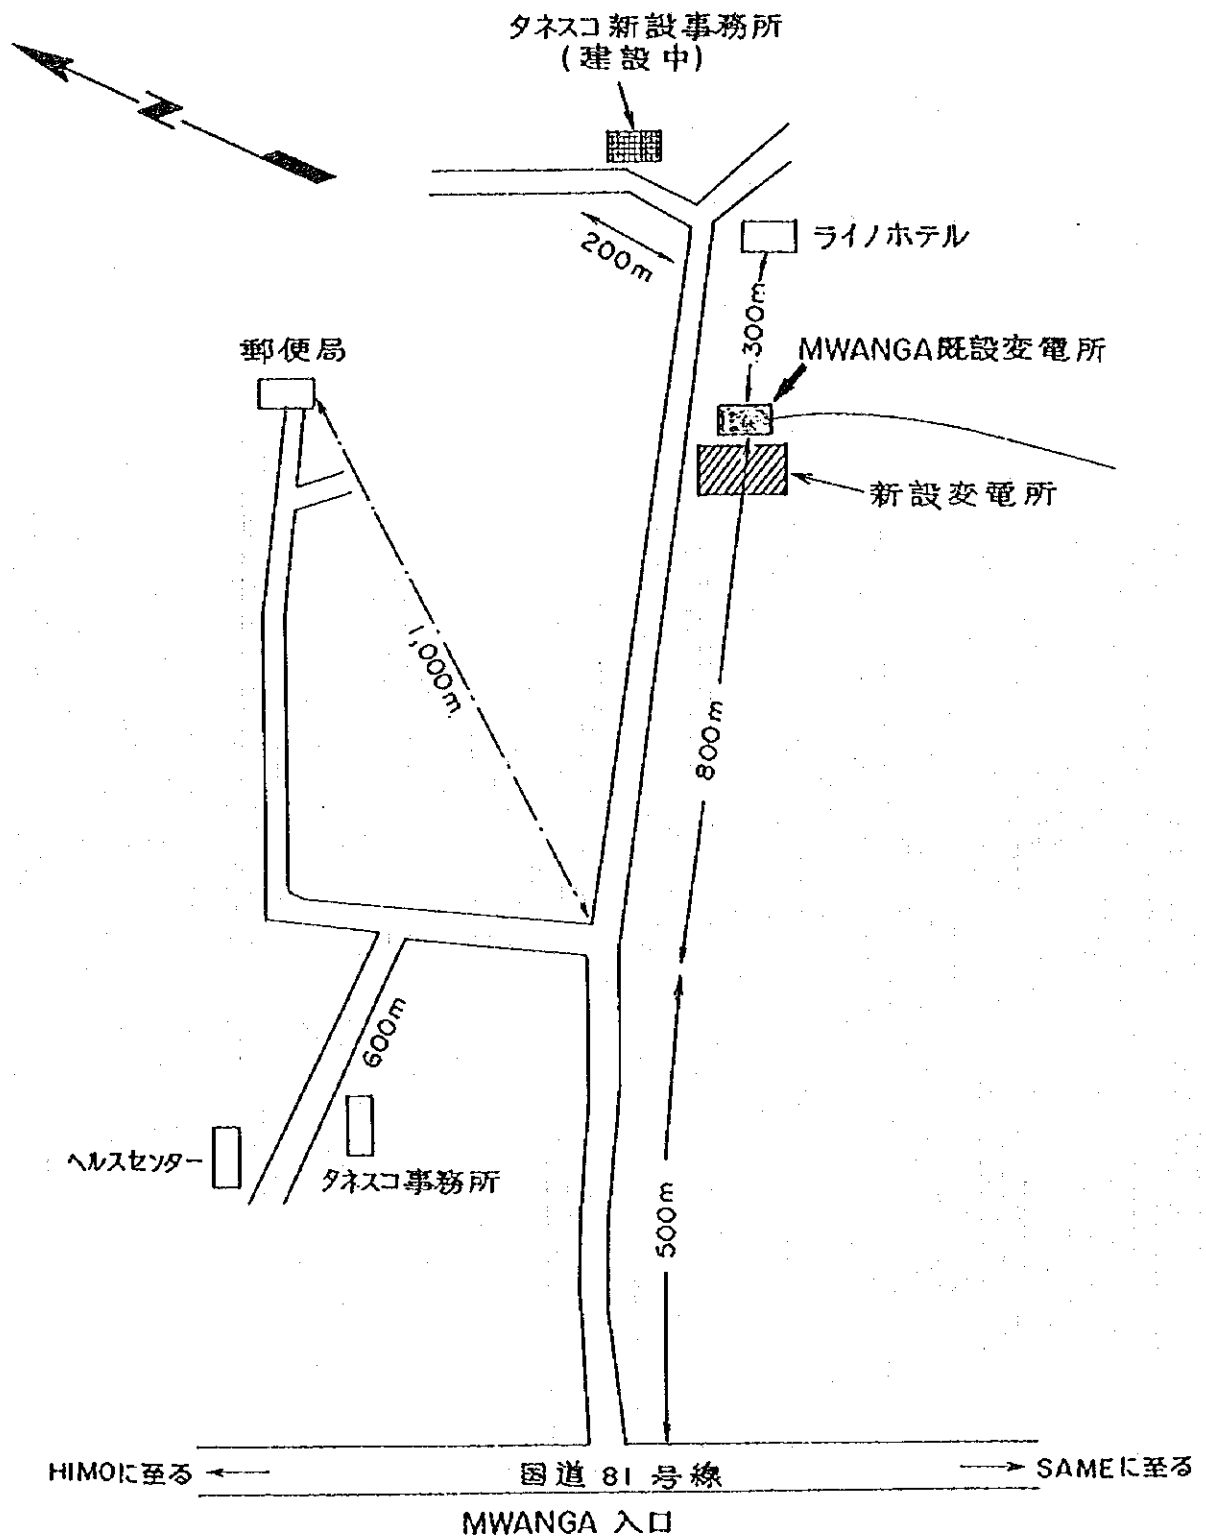 タネスコ新設事務所
(建設中)
N
200m
ライノホテル
300m
MWANGA既設変電所
郵便局
新設変電所
1,000m
800m
600m
ヘルスセンター
タネスコ事務所
500m
HIMOに至る
国道 81 号線
SAMEに至る
MWANGA 入口